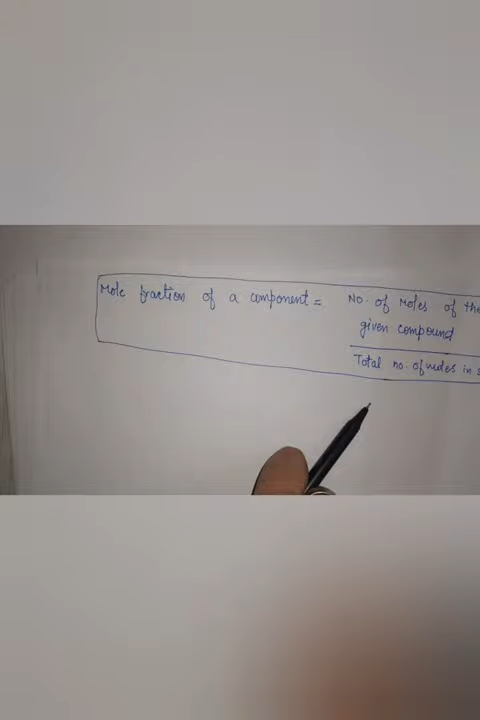 Mole fraction of a component = No. of Moles of the
given compound
Total no. of moles in